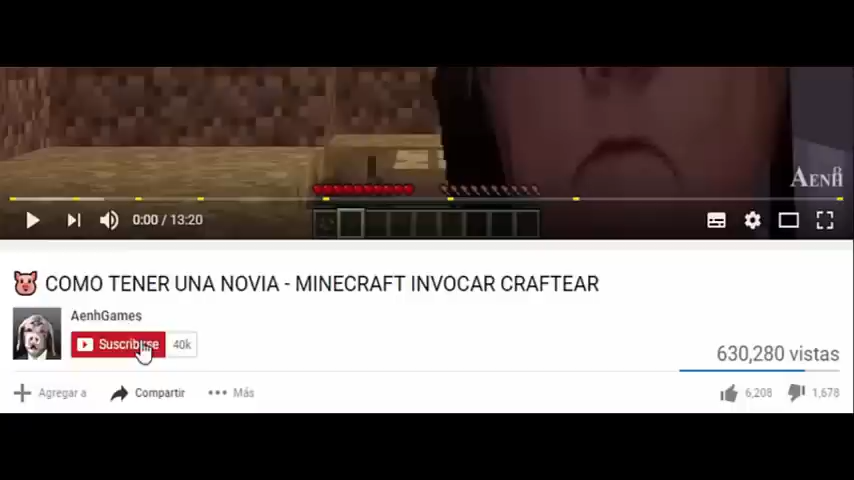 AENH
0:00 / 13:20
🐷 COMO TENER UNA NOVIA - MINECRAFT INVOCAR CRAFTEAR
AenhGames
Suscribirse 40k
630,280 vistas
Agregar a Compartir Más 6,208 1,678